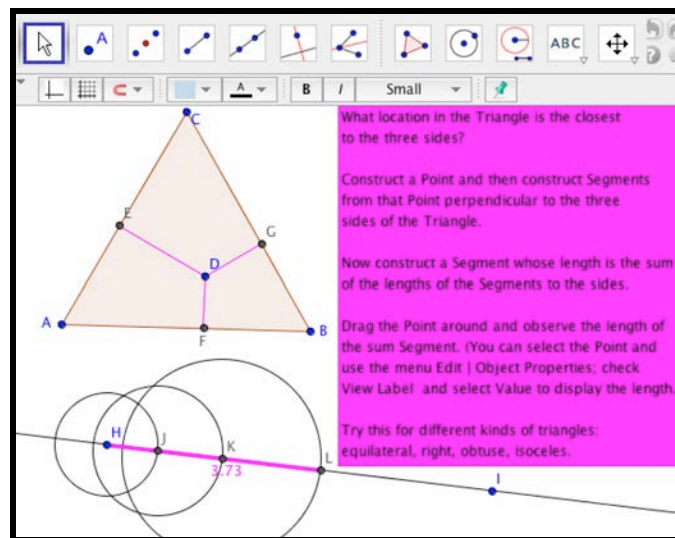 A
ABC
A B I Small
C
E
G
D
A
F
B
H
J
K
L
3.73
I
What location in the Triangle is the closest
to the three sides?
Construct a Point and then construct Segments
from that Point perpendicular to the three
sides of the Triangle.
Now construct a Segment whose length is the sum
of the lengths of the Segments to the sides.
Drag the Point around and observe the length of
the sum Segment. (You can select the Point and
use the menu Edit | Object Properties; check
View Label and select Value to display the length.
Try this for different kinds of triangles:
equilateral, right, obtuse, isoceles.